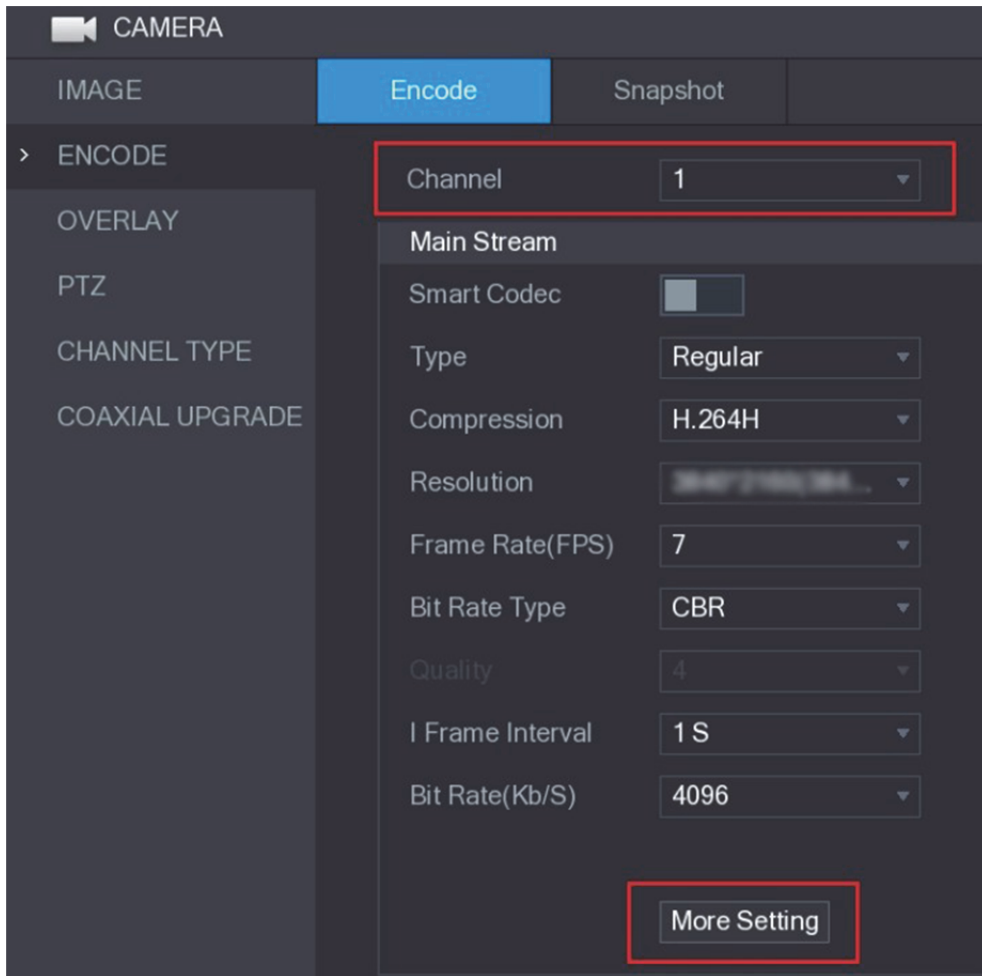 CAMERA
IMAGE
Encode Snapshot
ENCODE
Channel 1
OVERLAY
Main Stream
PTZ
Smart Codec
CHANNEL TYPE
Type Regular
COAXIAL UPGRADE
Compression H.264H
Resolution
Frame Rate(FPS) 7
Bit Rate Type CBR
Quality 4
I Frame Interval 1 S
Bit Rate(Kb/S) 4096
More Setting